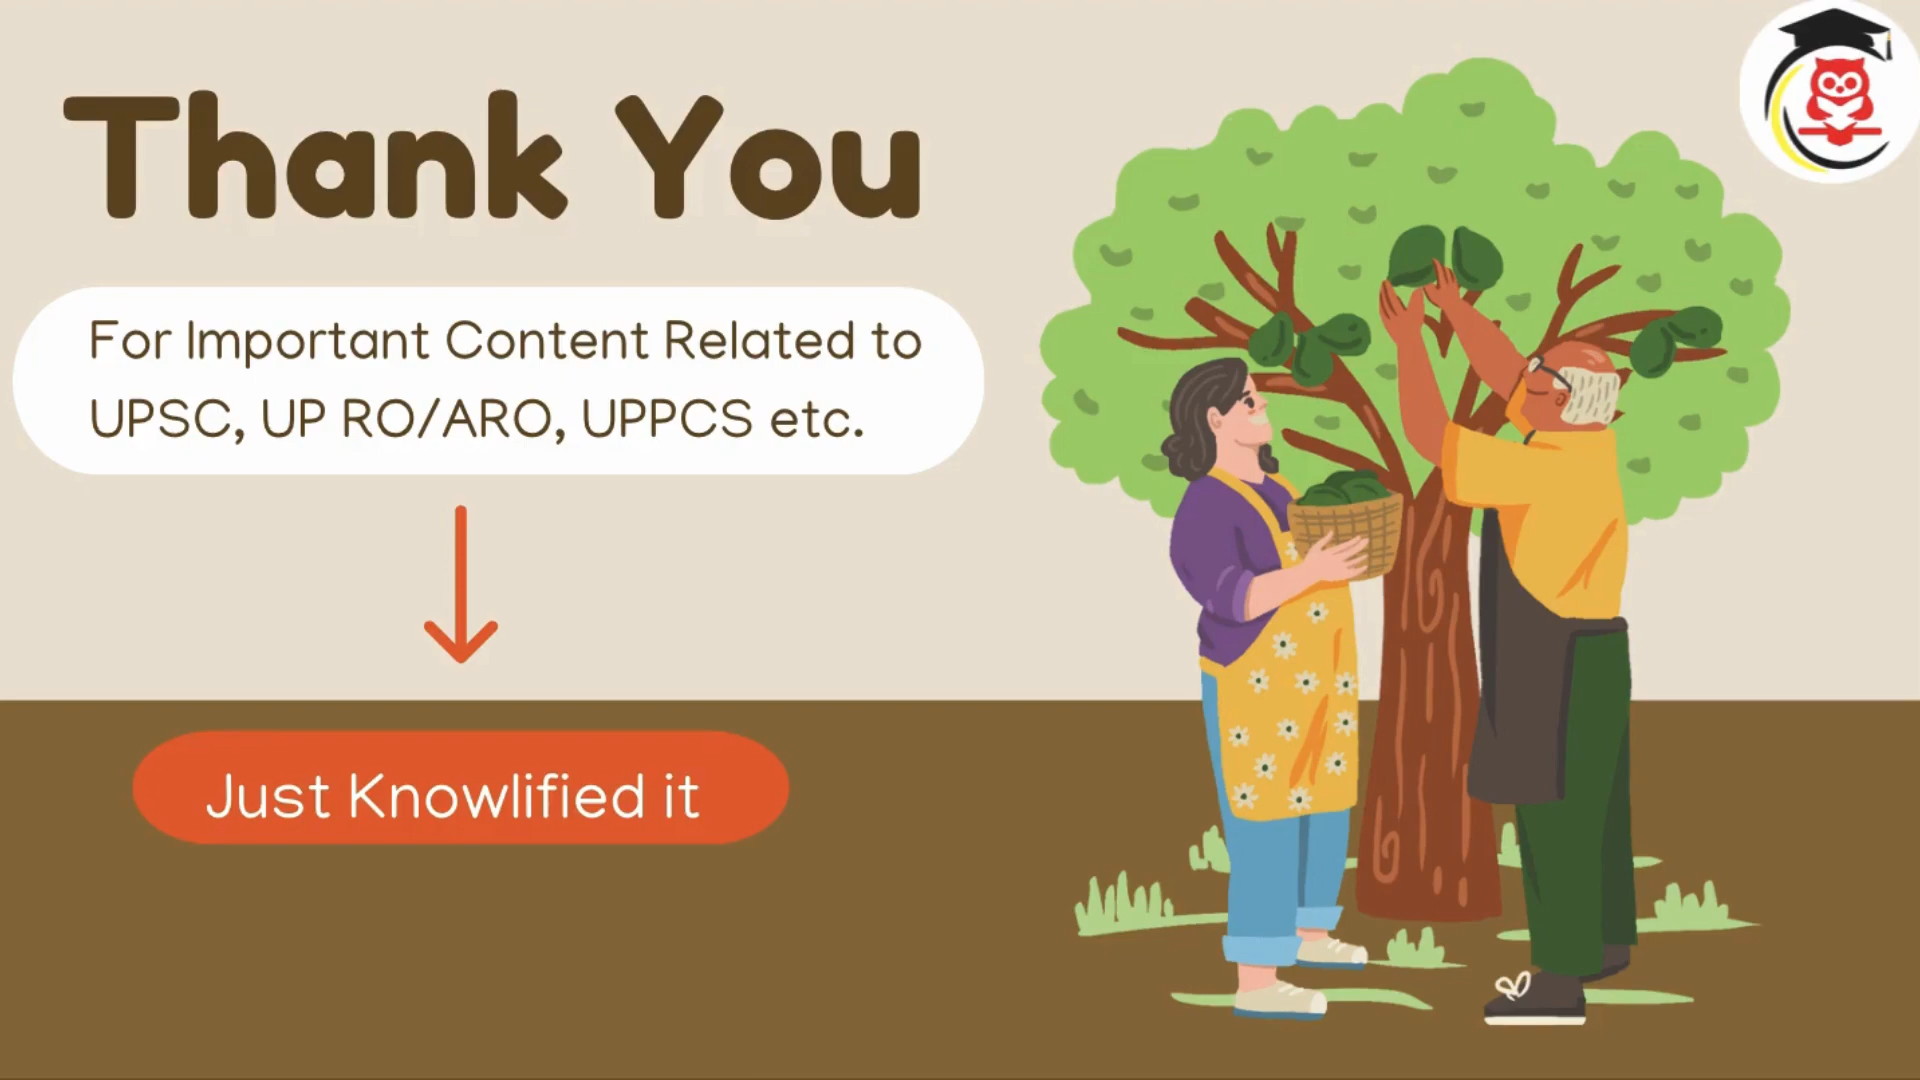 Thank You
For Important Content Related to
UPSC, UP RO/ARO, UPPCS etc.
Just Knowlified it